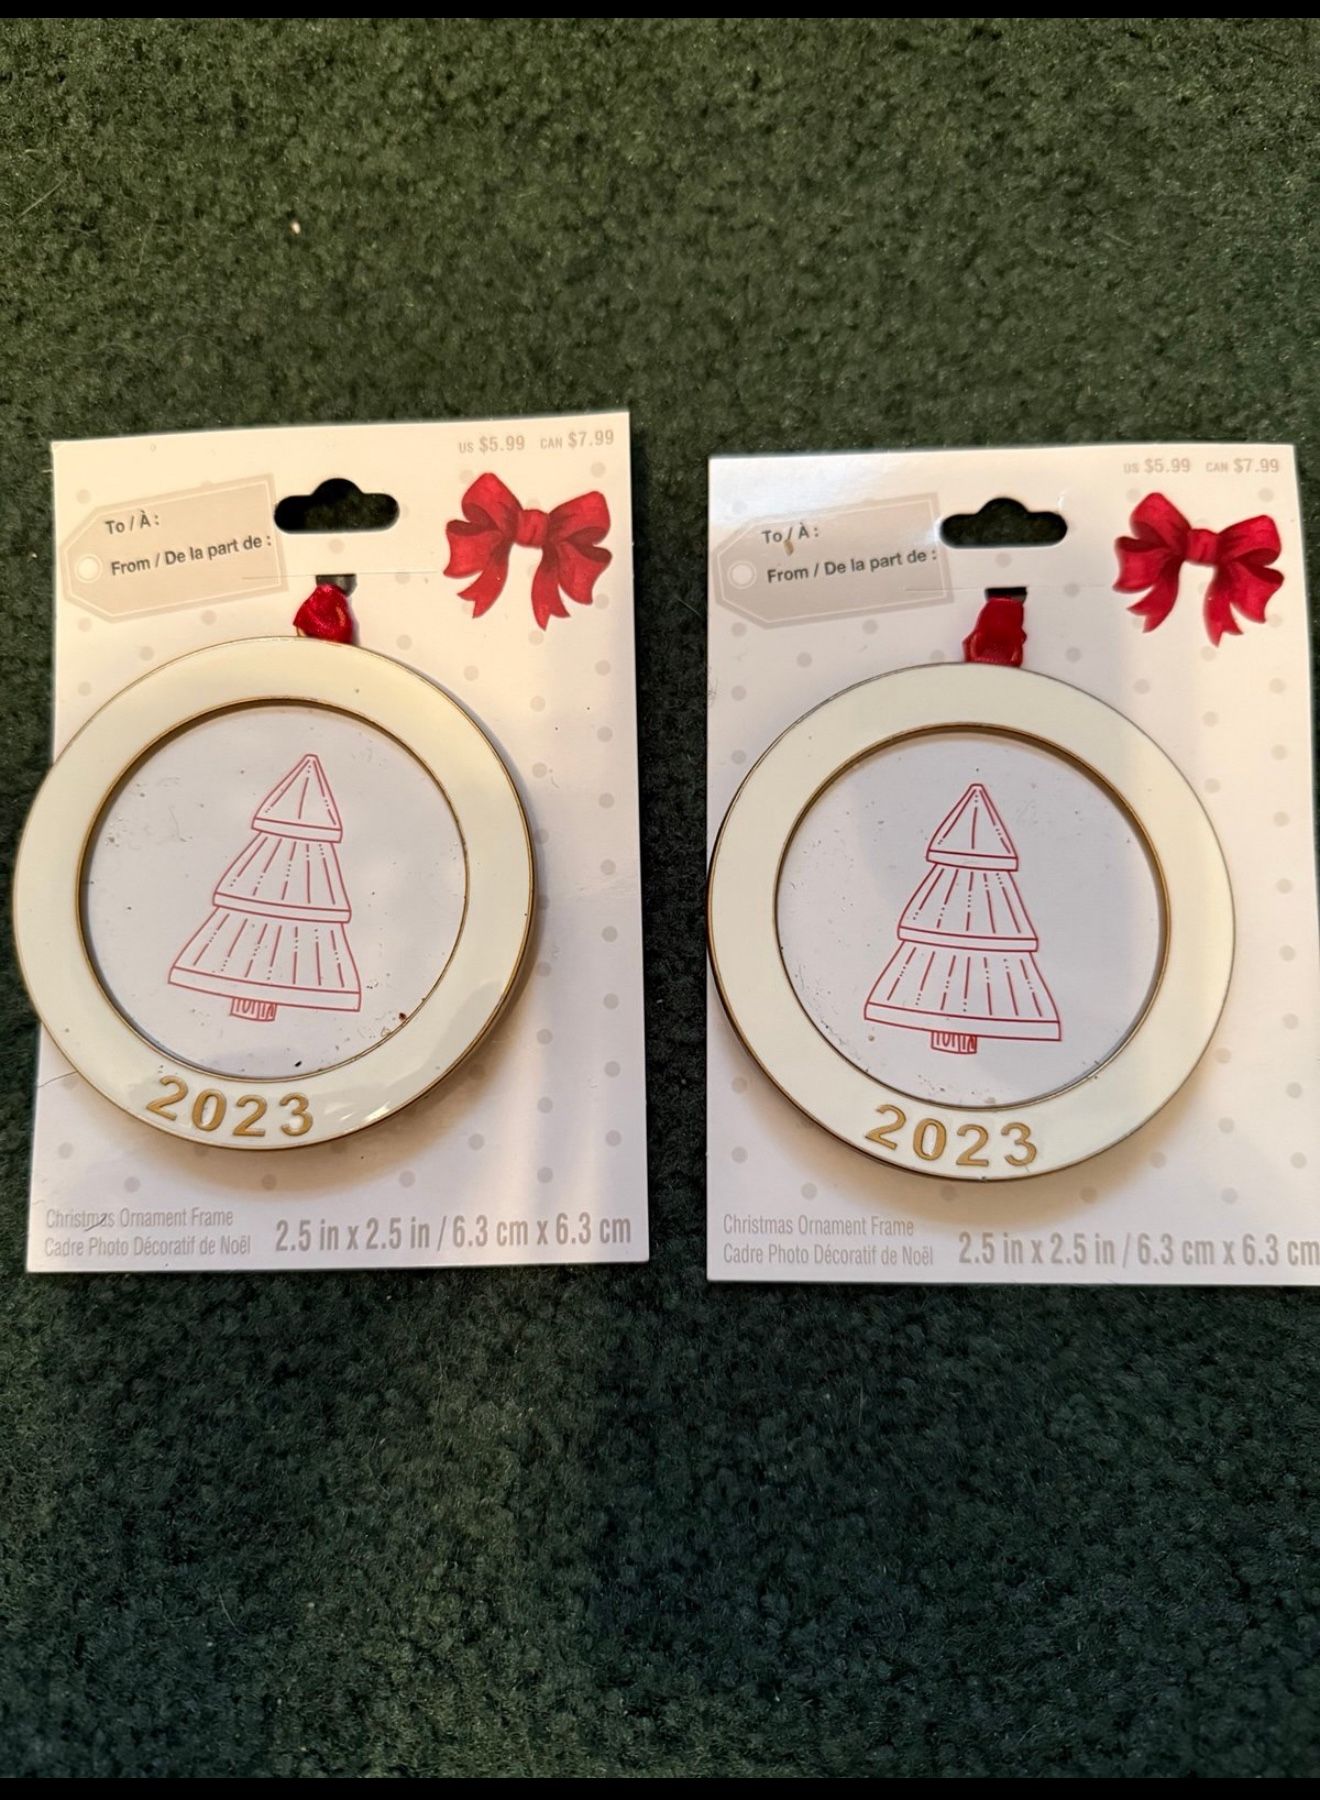 US $5.99 CAN $7.99
To / À :
From / De la part de :
2023
Christmas Ornament Frame
Cadre Photo Décoratif de Noël
2.5 in x 2.5 in / 6.3 cm x 6.3 cm
US $5.99 CAN $7.99
To / À :
From / De la part de :
2023
Christmas Ornament Frame
Cadre Photo Décoratif de Noël
2.5 in x 2.5 in / 6.3 cm x 6.3 cm